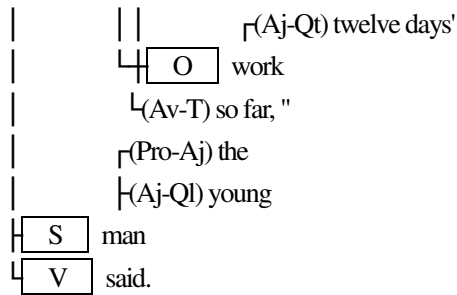 (Aj-Qt) twelve days'
O work
(Av-T) so far, "
(Pro-Aj) the
(Aj-Ql) young
S man
V said.